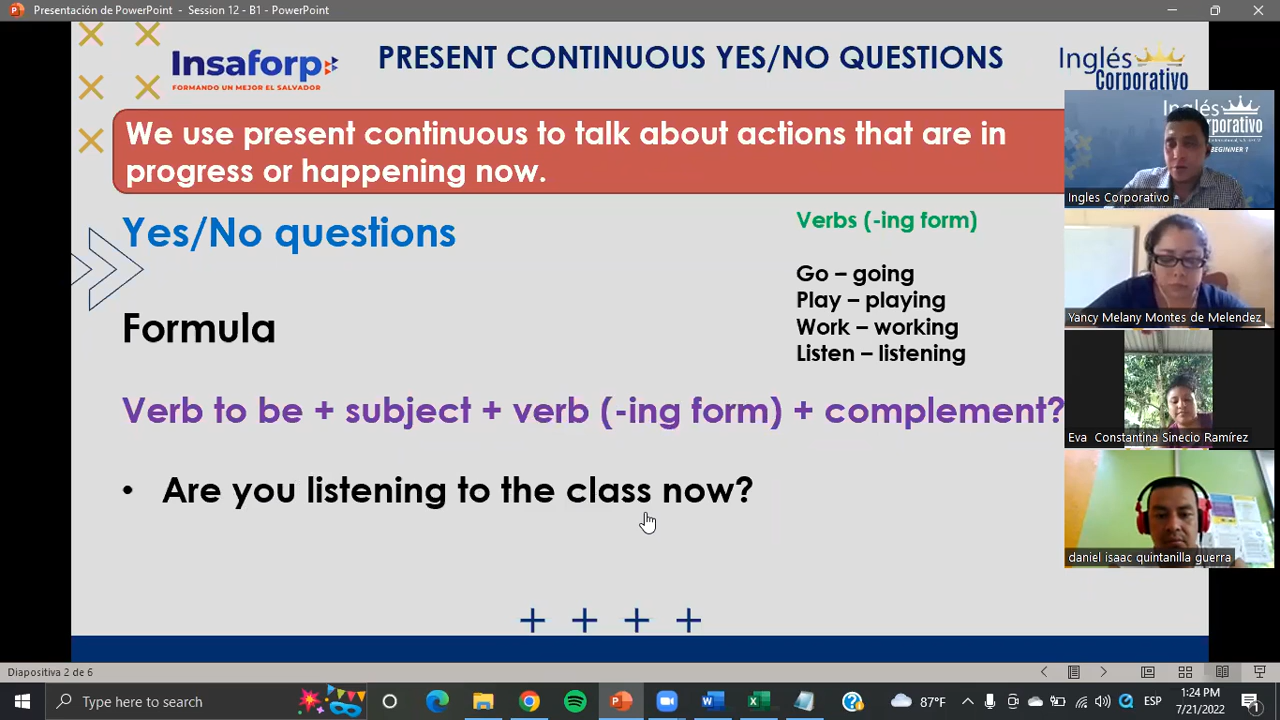 Presentación de PowerPoint - Session 12 - B1 - PowerPoint
Insaforp
FORMANDO UN MEJOR EL SALVADOR
PRESENT CONTINUOUS YES/NO QUESTIONS
Inglés
Corporativo
We use present continuous to talk about actions that are in
progress or happening now.
Inglés
Corporativo
BEGINNER 1
Ingles Corporativo
Yes/No questions
Verbs (-ing form)
Go – going
Play – playing
Work – working
Listen – listening
Yancy Melany Montes de Melendez
Formula
Verb to be + subject + verb (-ing form) + complement?
Eva Constantina Sinecio Ramírez
• Are you listening to the class now?
daniel isaac quintanilla guerra
Diapositiva 2 de 6
Type here to search
87°F
ESP
1:24 PM
7/21/2022